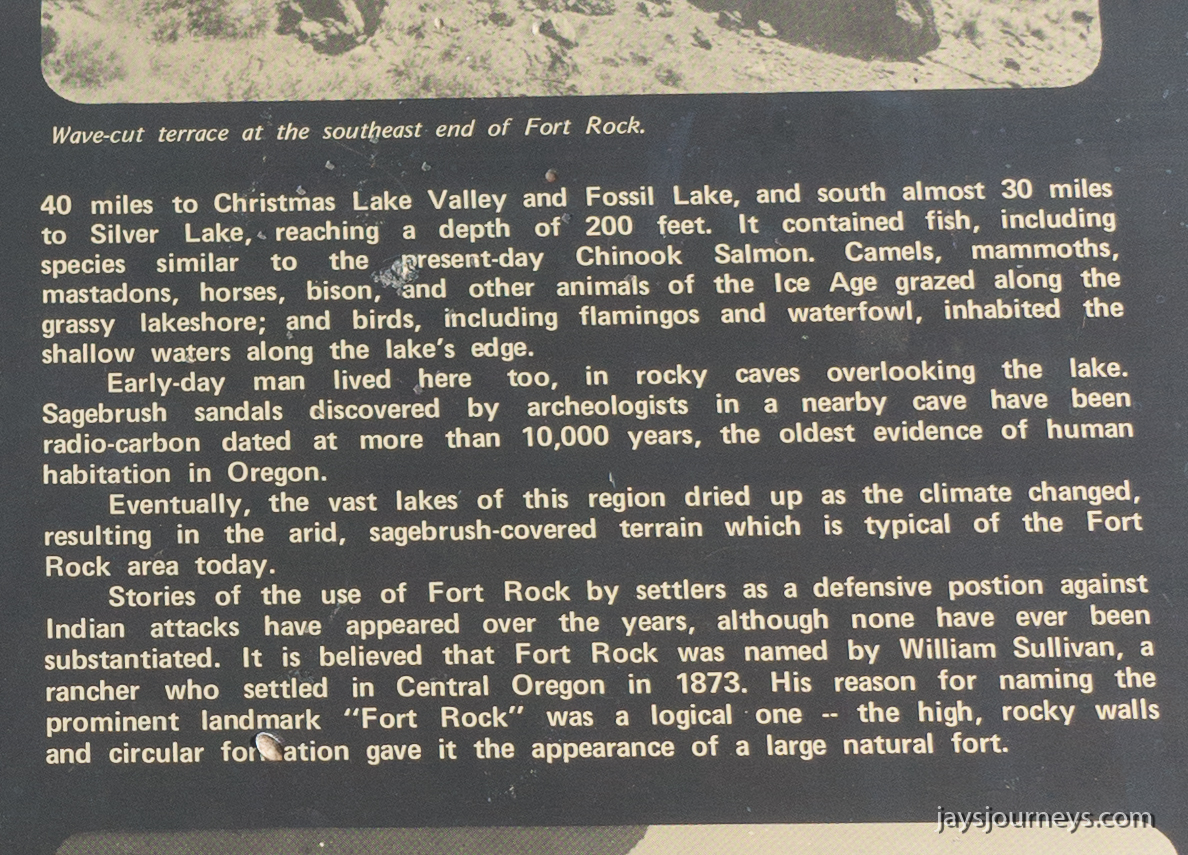 Wave-cut terrace at the southeast end of Fort Rock.
40 miles to Christmas Lake Valley and Fossil Lake, and south almost 30 miles
to Silver Lake, reaching a depth of 200 feet. It contained fish, including
species similar to the present-day Chinook Salmon. Camels, mammoths,
mastadons, horses, bison, and other animals of the Ice Age grazed along the
grassy lakeshore; and birds, including flamingos and waterfowl, inhabited the
shallow waters along the lake's edge.
Early-day man lived here too, in rocky caves overlooking the lake.
Sagebrush sandals discovered by archeologists in a nearby cave have been
radio-carbon dated at more than 10,000 years, the oldest evidence of human
habitation in Oregon.
Eventually, the vast lakes of this region dried up as the climate changed,
resulting in the arid, sagebrush-covered terrain which is typical of the Fort
Rock area today.
Stories of the use of Fort Rock by settlers as a defensive postion against
Indian attacks have appeared over the years, although none have ever been
substantiated. It is believed that Fort Rock was named by William Sullivan, a
rancher who settled in Central Oregon in 1873. His reason for naming the
prominent landmark "Fort Rock" was a logical one -- the high, rocky walls
and circular formation gave it the appearance of a large natural fort.
jaysjourneys.com